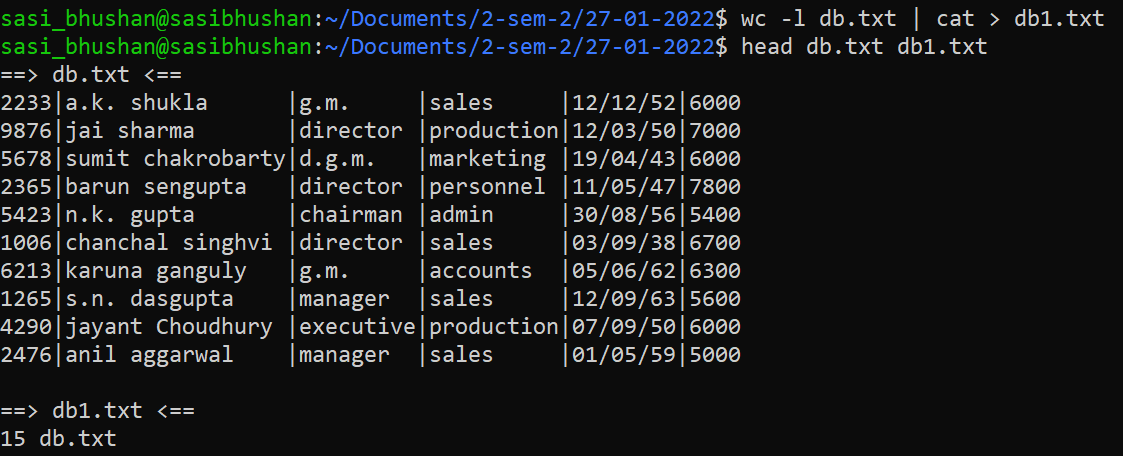 sasi_bhushan@sasibhushan:~/Documents/2-sem-2/27-01-2022$ wc -l db.txt | cat > db1.txt
sasi_bhushan@sasibhushan:~/Documents/2-sem-2/27-01-2022$ head db.txt db1.txt
==> db.txt <==
2233|a.k. shukla      |g.m.     |sales     |12/12/52|6000
9876|jai sharma       |director |production|12/03/50|7000
5678|sumit chakrobarty|d.g.m.   |marketing |19/04/43|6000
2365|barun sengupta   |director |personnel |11/05/47|7800
5423|n.k. gupta       |chairman |admin     |30/08/56|5400
1006|chanchal singhvi |director |sales     |03/09/38|6700
6213|karuna ganguly   |g.m.     |accounts  |05/06/62|6300
1265|s.n. dasgupta    |manager  |sales     |12/09/63|5600
4290|jayant Choudhury |executive|production|07/09/50|6000
2476|anil aggarwal    |manager  |sales     |01/05/59|5000

==> db1.txt <==
15 db.txt